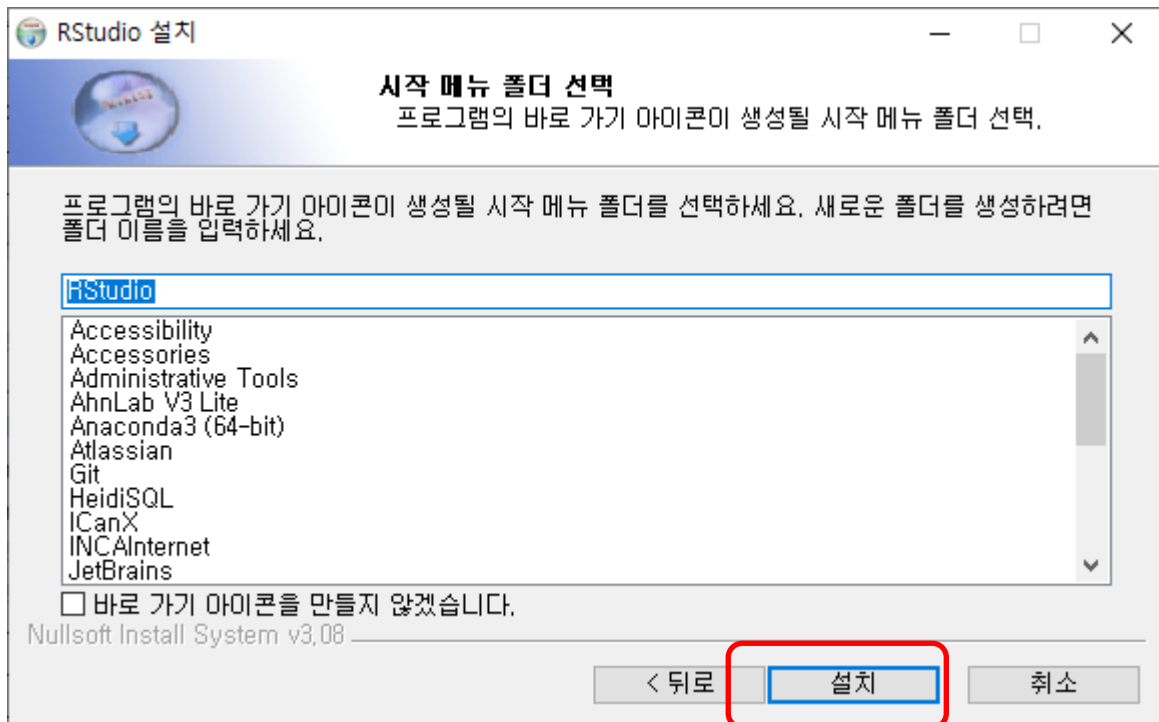 RStudio 설치
시작 메뉴 폴더 선택
프로그램의 바로 가기 아이콘이 생성될 시작 메뉴 폴더 선택.
프로그램의 바로 가기 아이콘이 생성될 시작 메뉴 폴더를 선택하세요. 새로운 폴더를 생성하려면
폴더 이름을 입력하세요.
RStudio
Accessibility
Accessories
Administrative Tools
AhnLab V3 Lite
Anaconda3 (64-bit)
Atlassian
Git
HeidiSQL
ICanX
INCAInternet
JetBrains
바로 가기 아이콘을 만들지 않겠습니다.
Nullsoft Install System v3.08
< 뒤로
설치
취소